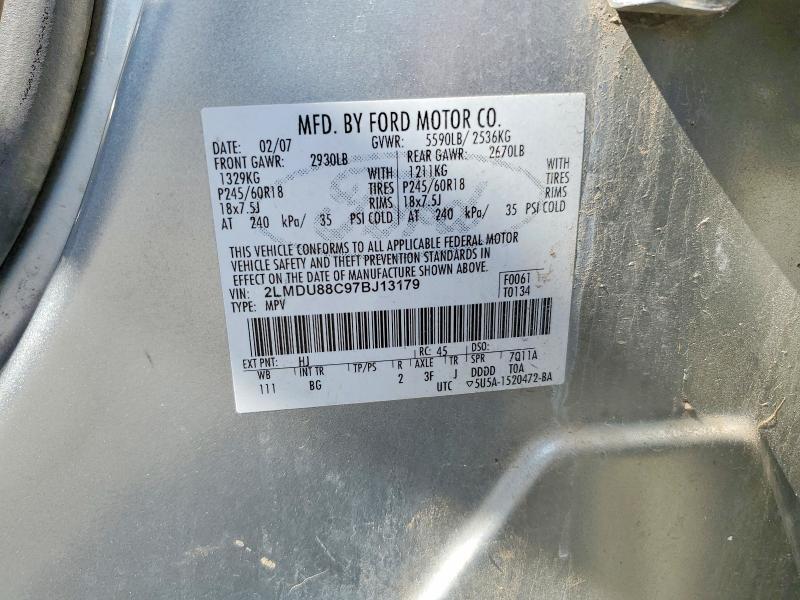 MFD. BY FORD MOTOR CO.
DATE: 02/07 GVWR: 5590LB/ 2536KG
FRONT GAWR: 2930LB REAR GAWR: 2670LB
1329KG WITH 1211KG WITH
P245/60R18 TIRES P245/60R18 TIRES
18x7.5J RIMS 18x7.5J RIMS
AT 240 kPa/ 35 PSI COLD AT 240 kPa/ 35 PSI COLD
THIS VEHICLE CONFORMS TO ALL APPLICABLE FEDERAL MOTOR
VEHICLE SAFETY AND THEFT PREVENTION STANDARDS IN
EFFECT ON THE DATE OF MANUFACTURE SHOWN ABOVE.
VIN: 2LMDU88C97BJ13179 F0061
TYPE: MPV T0134
EXT PNT: HJ RC: 45 DSO:
WB INT TR TP/PS R AXLE TR SPR 7Q11A
111 BG 2 3F J DDDD TOA
UTC ▽5U5A-1520472-BA